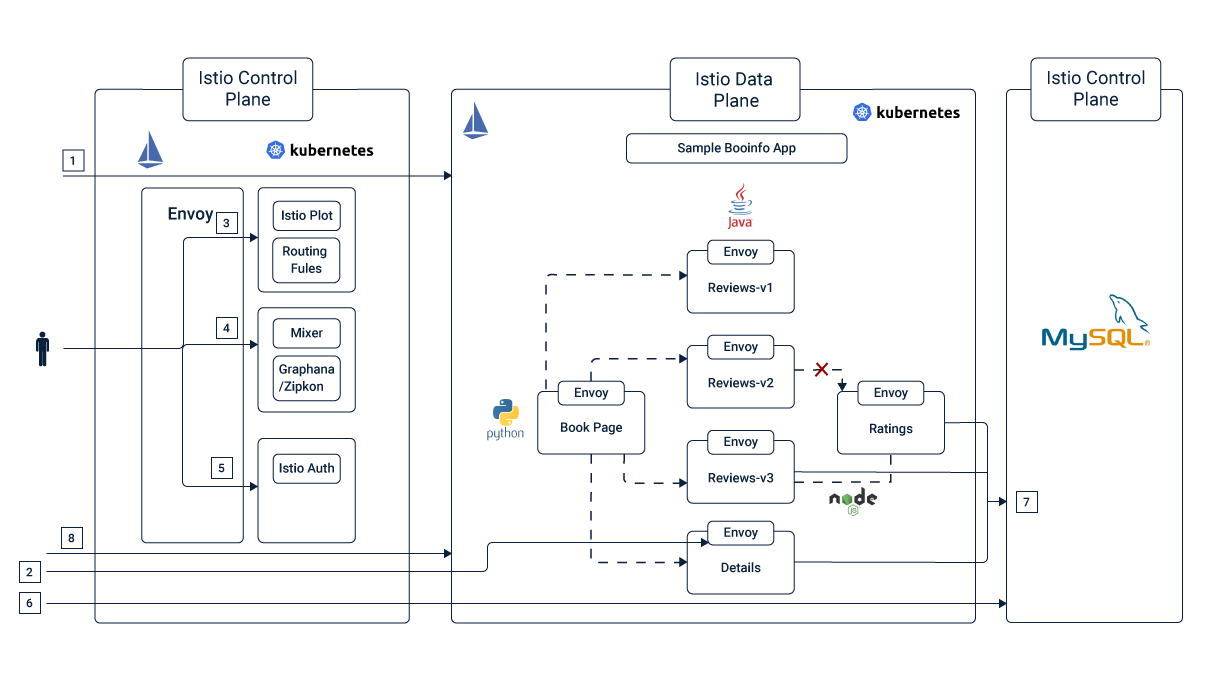 Istio Control
Plane
Istio Data
Plane
Istio Control
Plane
kubernetes
kubernetes
Sample Booinfo App
1
Java
Envoy
3
Istio Plot
Routing
Fules
4
Mixer
Graphana
/Zipkon
5
Istio Auth
Envoy
Reviews-v1
Envoy
Reviews-v2
python
Envoy
Book Page
Envoy
Ratings
Envoy
Reviews-v3
node
JS
Envoy
Details
MySQL
7
8
2
6